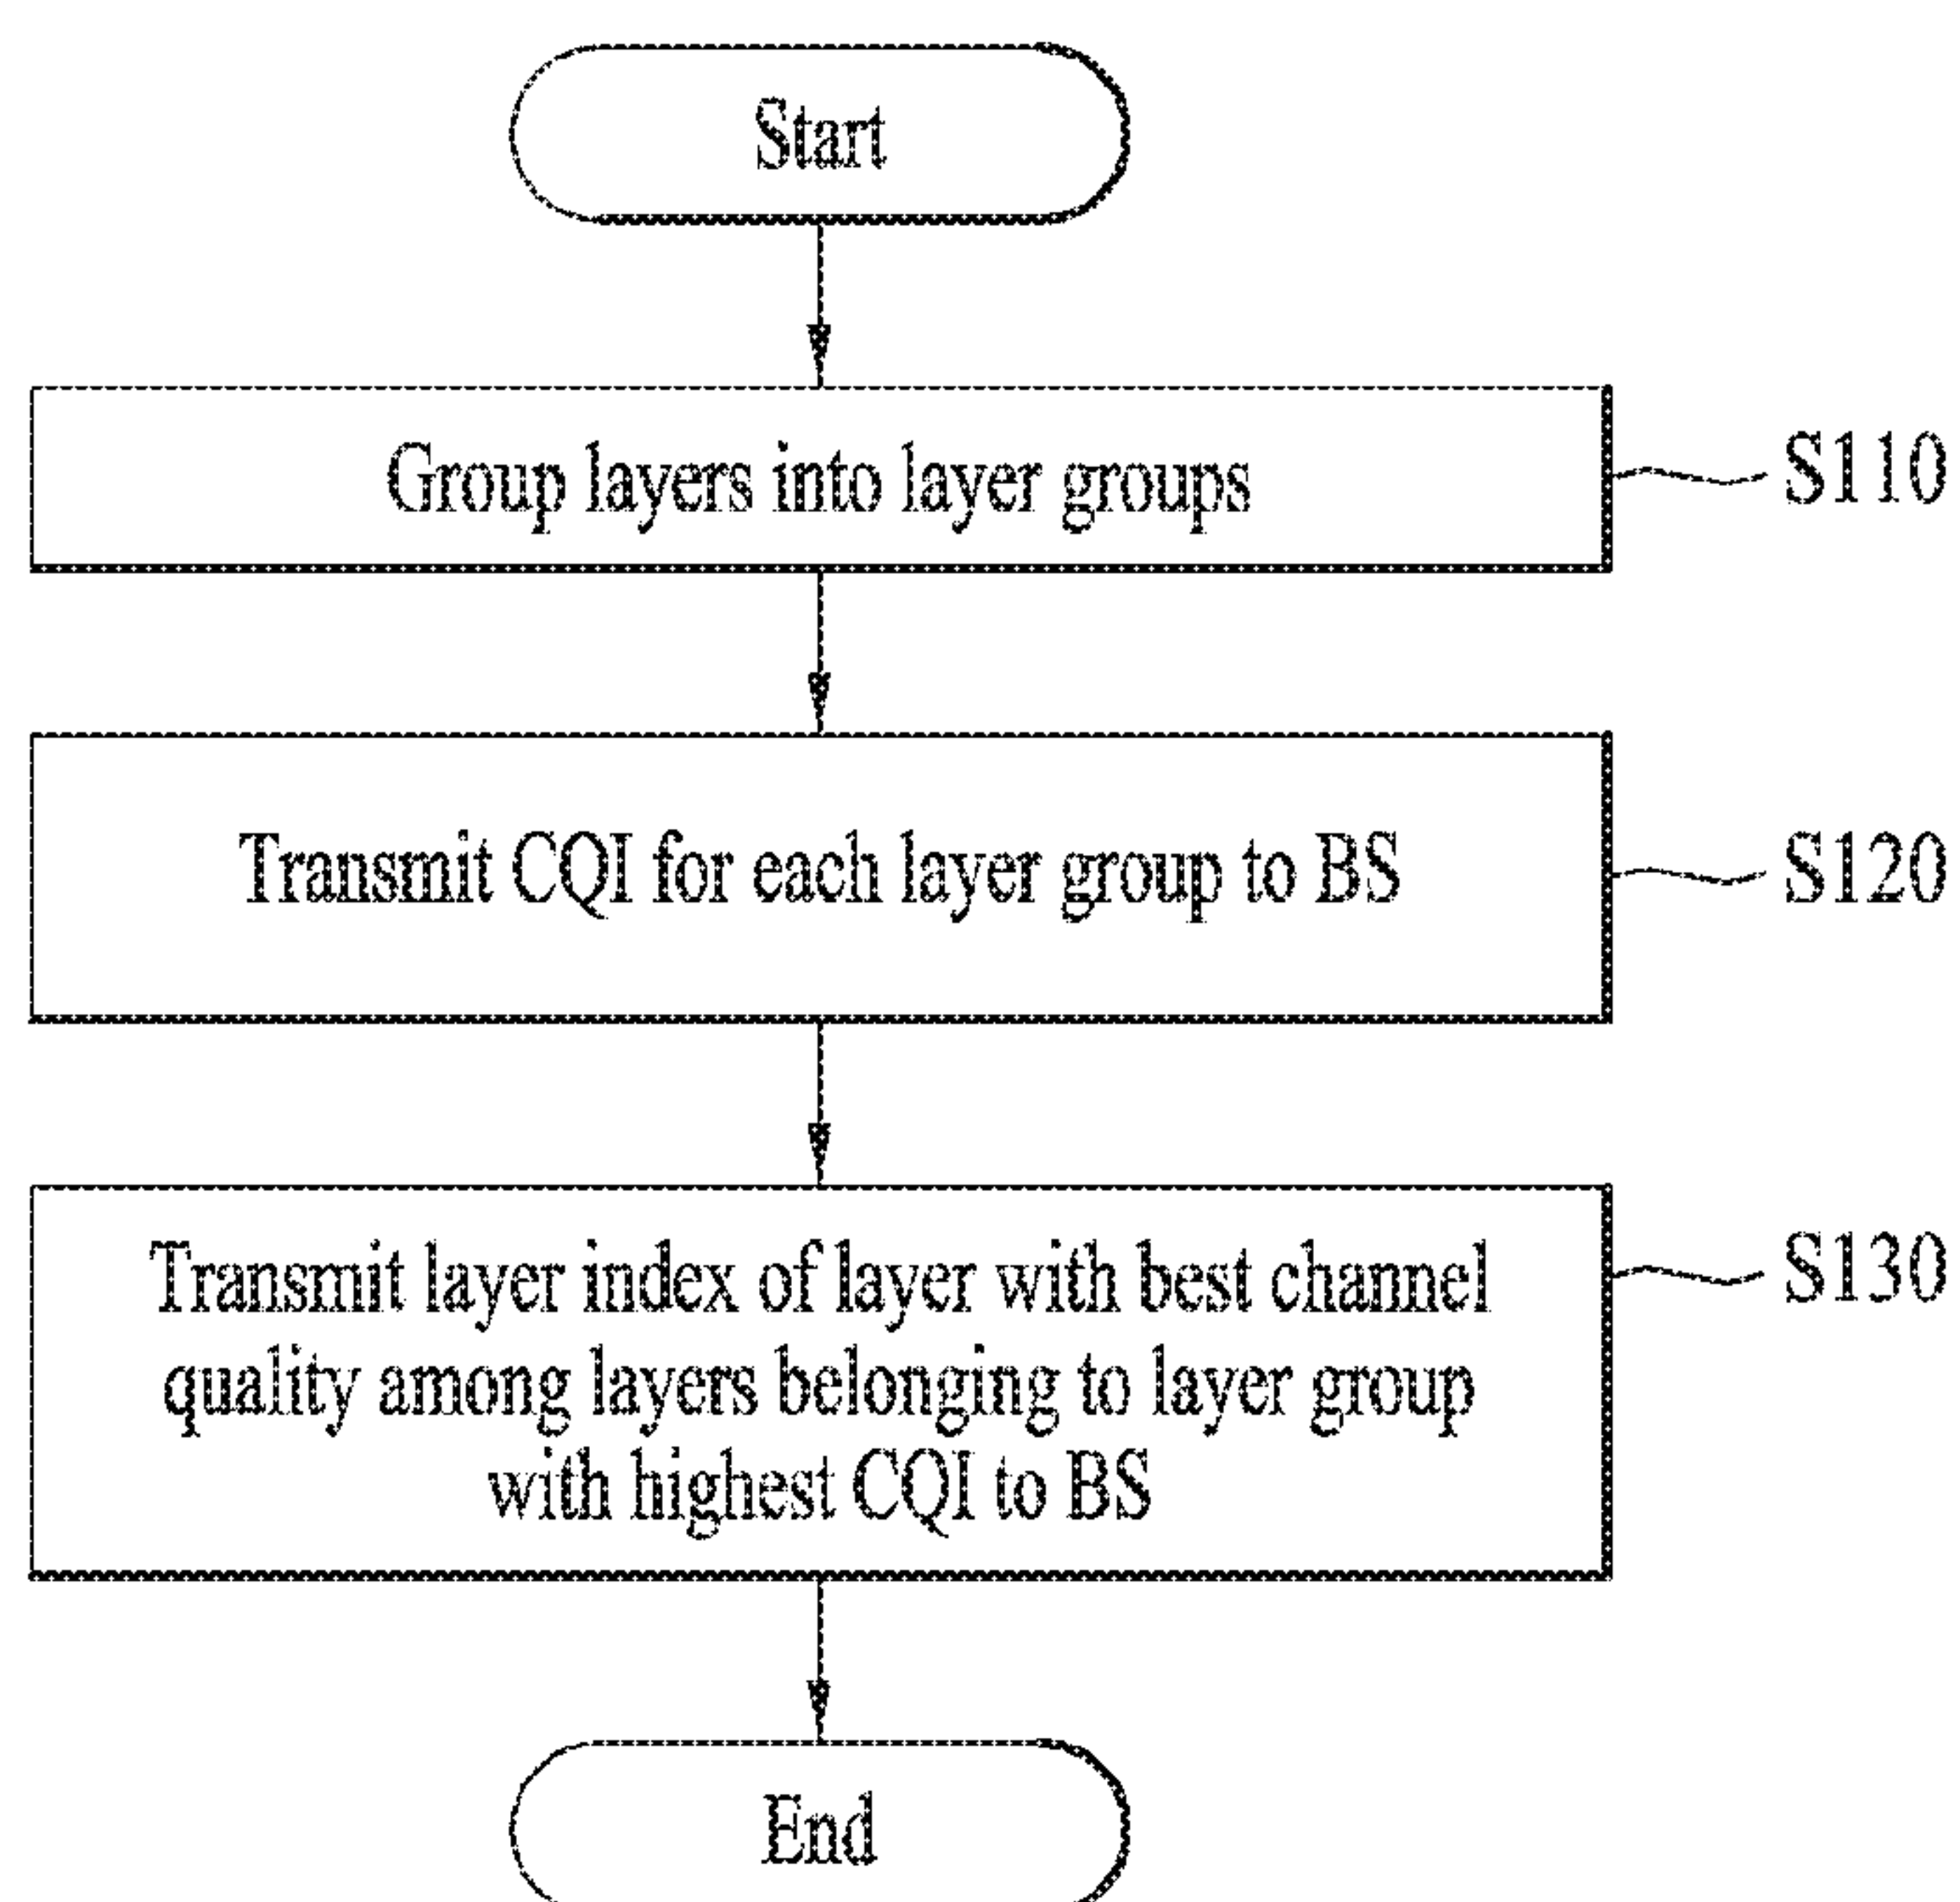 Start
Group layers into layer groups
S110
Transmit CQI for each layer group to BS
S120
Transmit layer index of layer with best channel
quality among layers belonging to layer group
with highest CQI to BS
S130
End